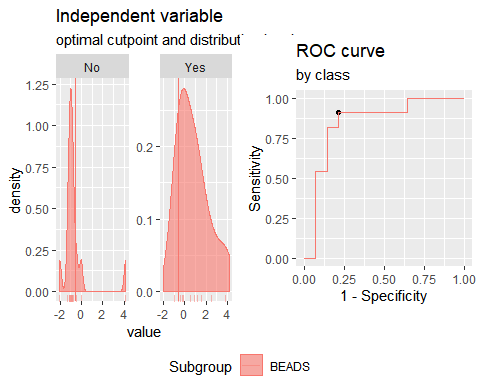 Independent variable
optimal cutpoint and distribut
No
Yes
1.25
1.00
0.75
0.50
0.25
0.00
density
0.2
0.1
0.0
-2 0 2 4
-2 0 2 4
value
ROC curve
by class
1.00
0.75
0.50
0.25
0.00
Sensitivity
0.00 0.25 0.50 0.75 1.00
1 - Specificity
Subgroup BEADS